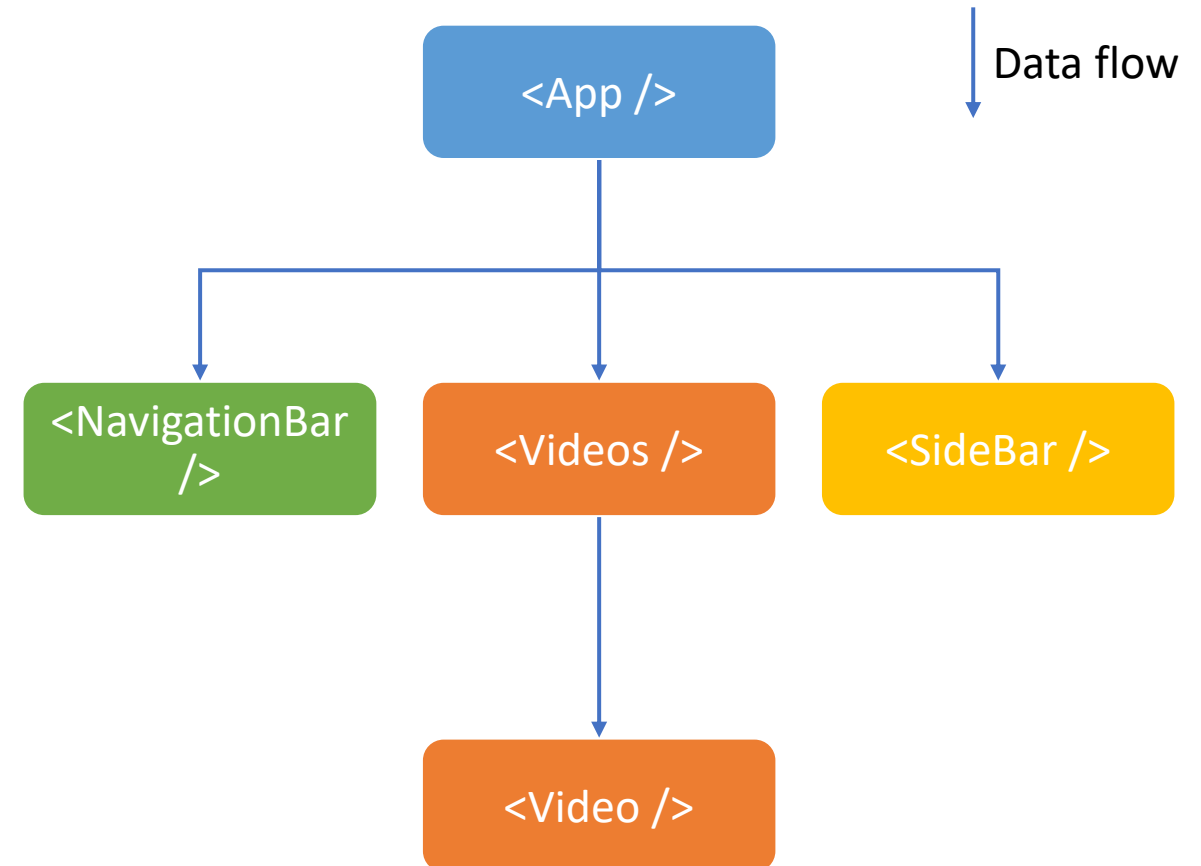 <App />
Data flow
<NavigationBar
/>
<Videos />
<SideBar />
<Video />